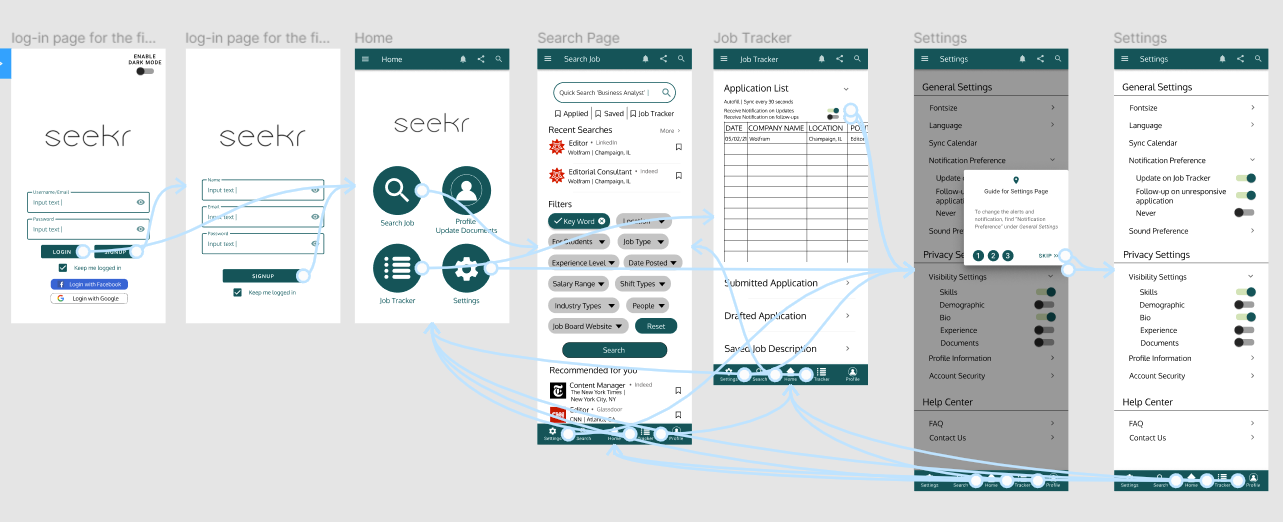 log-in page for the fi...
ENABLE
DARK MODE
seekr
Username/Email
Input text |
Password
Input text |
LOGIN
SIGNUP
Keep me logged in
Login with Facebook
Login with Google
log-in page for the fi...
seekr
Name
Input text |
Email
Input text |
Password
Input text |
SIGNUP
Keep me logged in
Home
Home
seekr
Search Job
Profile
Update Documents
Job Tracker
Settings
Search Page
Search Job
Quick Search 'Business Analyst' |
Applied
Saved
Job Tracker
Recent Searches
More >
Editor • LinkedIn
Wolfram | Champaign, IL
Editorial Consultant • Indeed
Wolfram | Champaign, IL
Filters
Key Word
Location
For Students
Job Type
Experience Level
Date Posted
Salary Range
Shift Types
Industry Types
People
Job Board Website
Reset
Search
Recommended for you
Content Manager • Indeed
The New York Times |
New York City, NY
Editor • Glassdoor
CNN | Atlanta, GA
Settings
Search
Home
Tracker
Profile
Job Tracker
Job Tracker
Application List
Autofill | Sync every 30 seconds
Receive Notification on Updates
Receive Notification on follow-ups
DATE COMPANY NAME LOCATION
05/02/21 Wolfram Champaign, IL Editor
Submitted Application
Drafted Application
Saved Job Description
Settings
Search
Home
Tracker
Profile
Settings
Settings
General Settings
Fontsize
Language
Sync Calendar
Notification Preference
Update
Follow-u
applicati
Never
Sound Pre
Guide for Settings Page
To change the alerts and
notification, find "Notification
Preference" under General Settings
1 2 3
SKIP >>
Privacy Se
Visibility Settings
Skills
Demographic
Bio
Experience
Documents
Profile Information
Account Security
Help Center
FAQ
Contact Us
Settings
Search
Home
Tracker
Profile
Settings
Settings
General Settings
Fontsize
Language
Sync Calendar
Notification Preference
Update on Job Tracker
Follow-up on unresponsive
application
Never
Sound Preference
Privacy Settings
Visibility Settings
Skills
Demographic
Bio
Experience
Documents
Profile Information
Account Security
Help Center
FAQ
Contact Us
Settings
Search
Home
Tracker
Profile